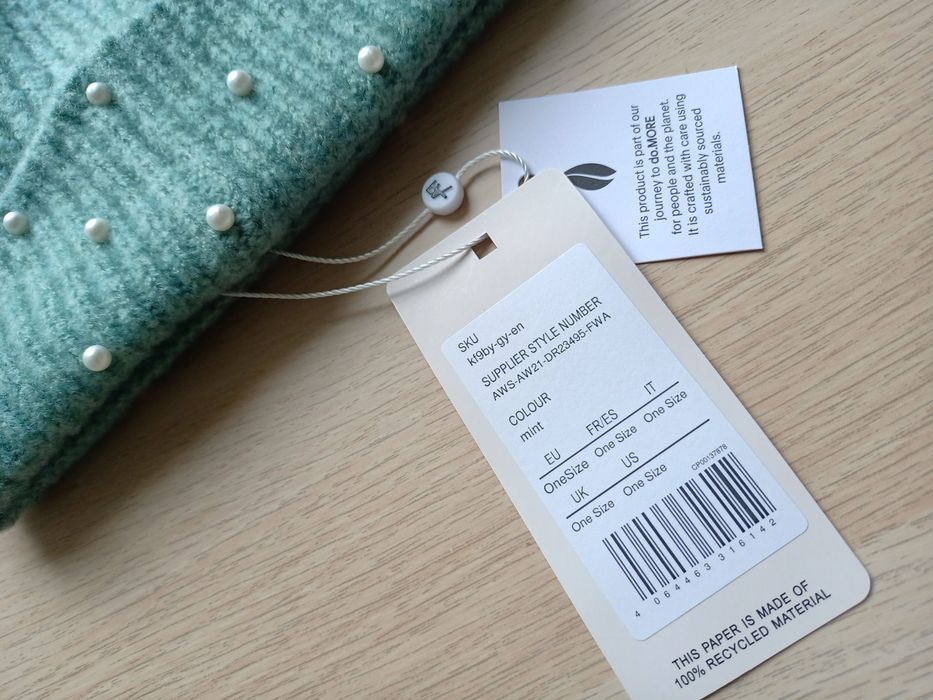 This product is part of our
journey to do.MORE
for people and the planet.
It is crafted with care using
sustainably sourced
materials.
SKU
kf9by-gy-en
SUPPLIER STYLE NUMBER
AWS-AW21-DR23495-FWA
COLOUR
mint
EU FR/ES IT
OneSize One Size One Size
UK US
One Size One Size
CP00137878
4 064463 316142
THIS PAPER IS MADE OF
100% RECYCLED MATERIAL